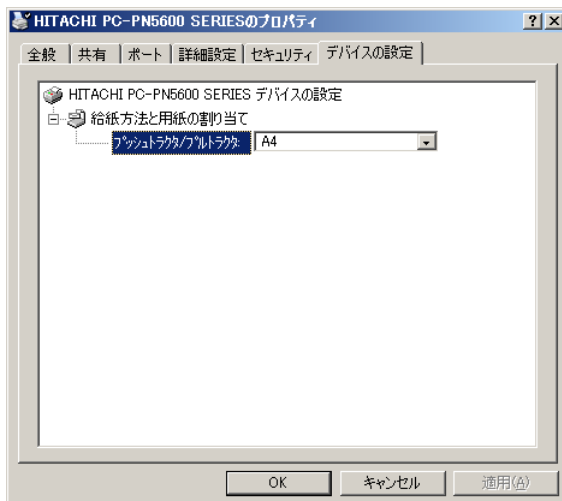 HITACHI PC-PN5600 SERIESのプロパティ
全般 共有 ポート 詳細設定 セキュリティ デバイスの設定
HITACHI PC-PN5600 SERIES デバイスの設定
給紙方法と用紙の割り当て
プッシュトラクタ/プルトラクタ: A4
OK キャンセル 適用(A)